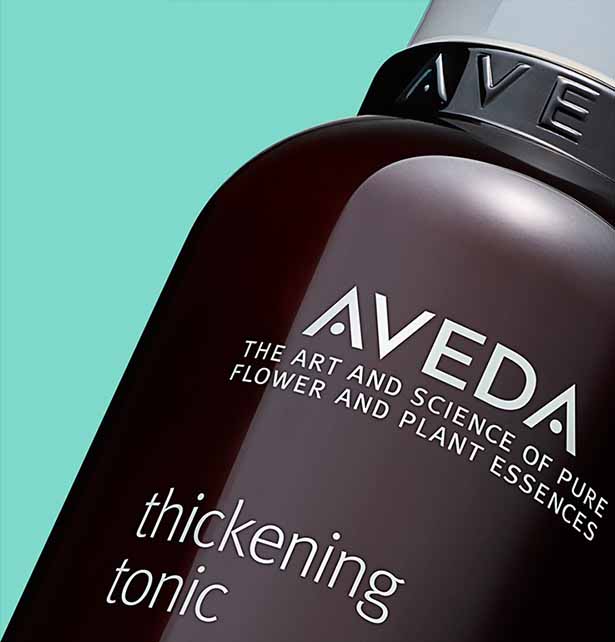 AVE
AVEDA
THE ART AND SCIENCE OF PURE
FLOWER AND PLANT ESSENCES
thickening
tonic